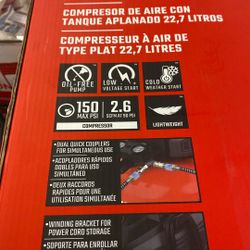 COMPRESOR DE AIRE CON
TANQUE APLANADO 22,7 LITROS
COMPRESSEUR À AIR DE
TYPE PLAT 22,7 LITRES
OIL-FREE
PUMP
LOW
VOLTAGE START
COLD
WEATHER START
150
MAX PSI
2.6
SCFM AT 90 PSI
COMPRESSOR
LIGHTWEIGHT
•DUAL QUICK COUPLERS
FOR SIMULTANEOUS USE
•ACOPLADORES RÁPIDOS
DOBLES PARA USO
SIMULTÁNEO
•DEUX RACCORDS
RAPIDES POUR UNE
UTILISATION SIMULTANÉE
•WINDING BRACKET FOR
POWER CORD STORAGE
•SOPORTE PARA ENROLLAR